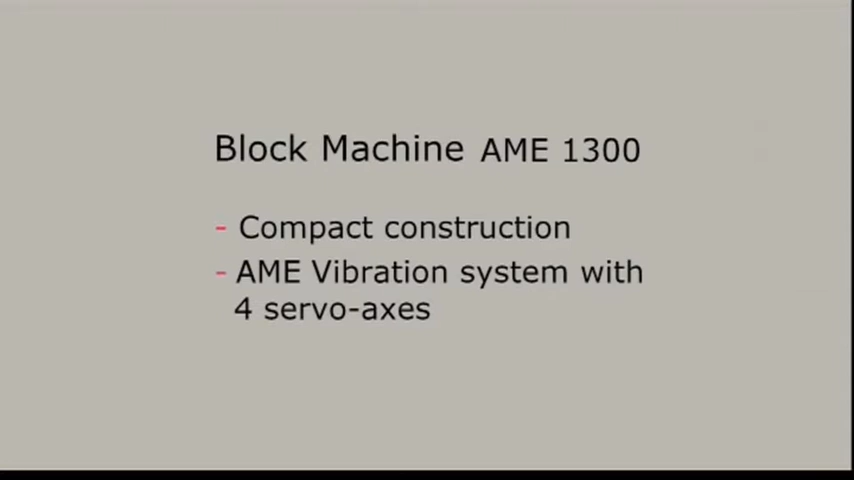 Block Machine AME 1300
- Compact construction
- AME Vibration system with
4 servo-axes